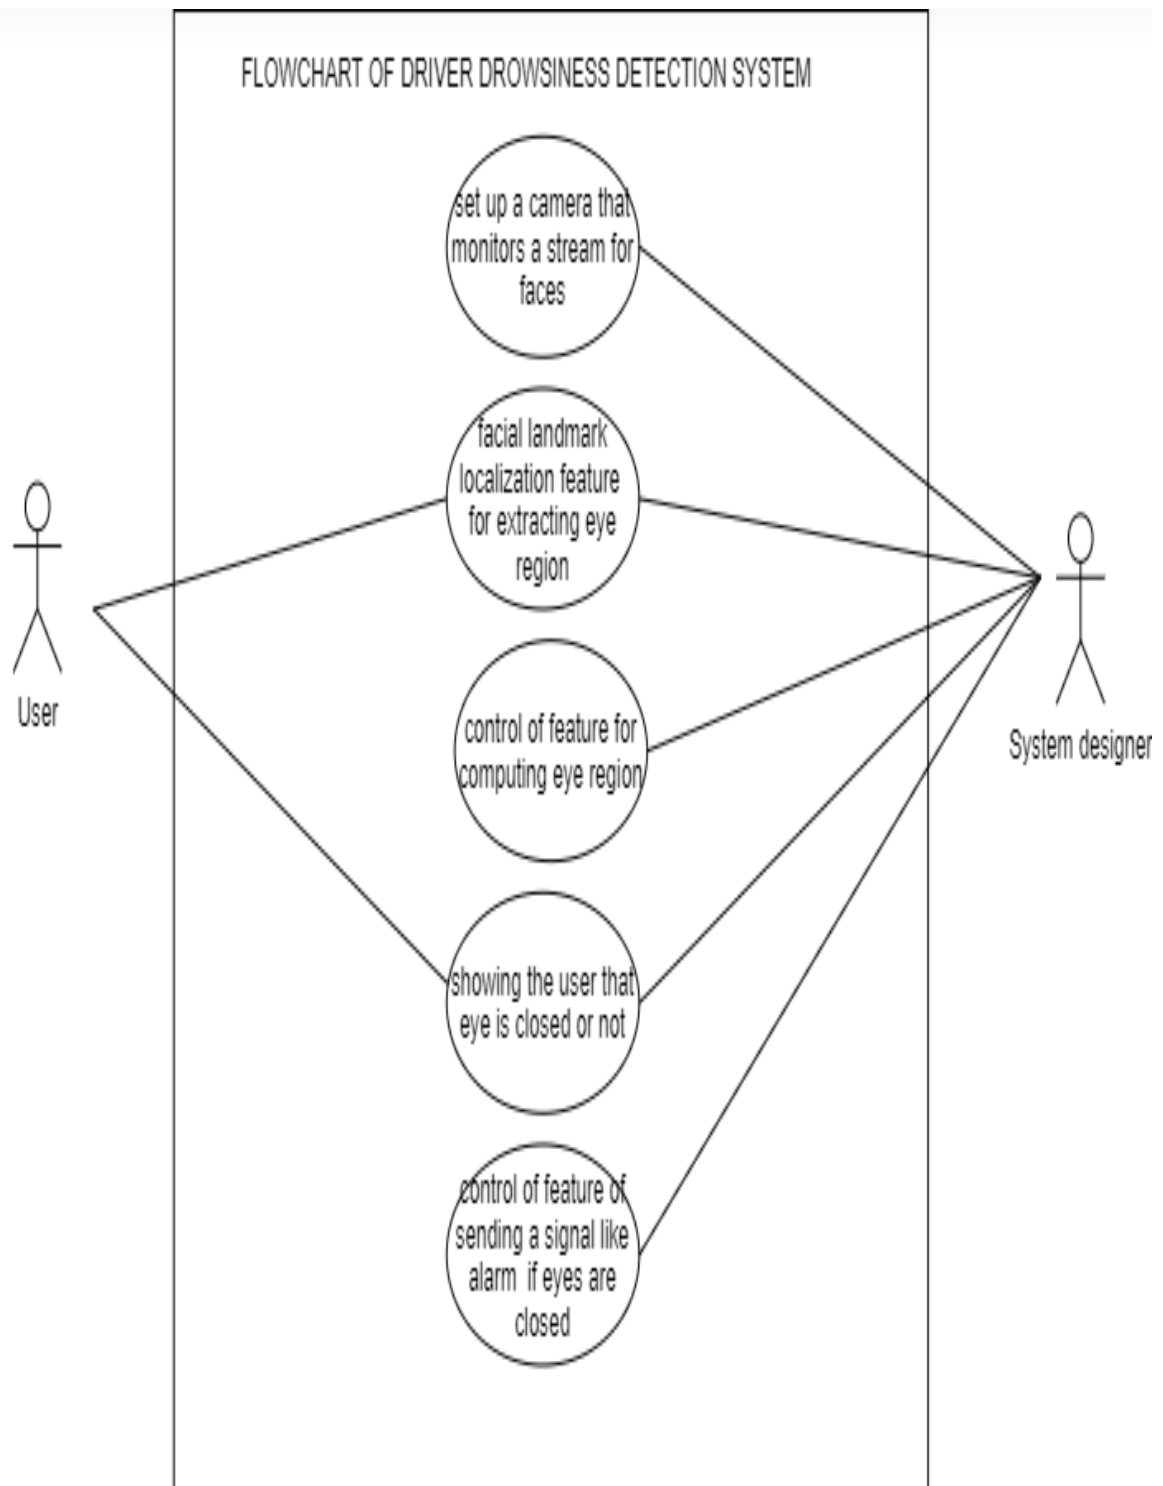 FLOWCHART OF DRIVER DROWSINESS DETECTION SYSTEM
set up a camera that
monitors a stream for
faces
facial landmark
localization feature
for extracting eye
region
User
control of feature for
computing eye region
System designer
showing the user that
eye is closed or not
control of feature of
sending a signal like
alarm if eyes are
closed